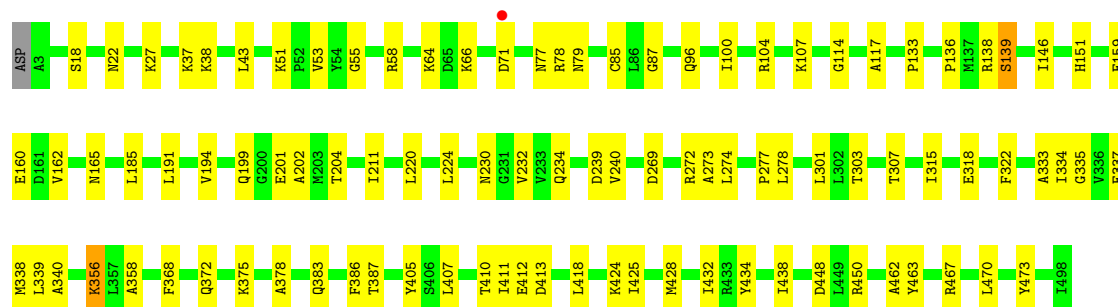 ASP A3 S18 N22 K27 K37 K38 L43 K51 P52 V53 Y54 G55 R58 K64 D65 K66 D71 N77 R78 N79 C85 L86 G87 Q96 I100 R104 K107 G114 A117 P133 P136 M137 R138 S139 I146 H151 E159
E160 D161 V162 N165 L185 L191 V194 Q199 G200 E201 A202 M203 T204 I211 L220 L224 N230 G231 V232 V233 Q234 D239 V240 D269 R272 A273 L274 P277 L278 L301 L302 T303 T307 I315 E318 F322 A333 I334 G335 V336
M338 L339 A340 K356 L357 A358 F368 Q372 K375 A378 Q383 F386 T387 Y405 S406 L407 T410 I411 E412 D413 L418 K424 I425 M428 I432 R433 Y434 I438 D448 L449 R450 A462 Y463 R467 L470 Y473 I498